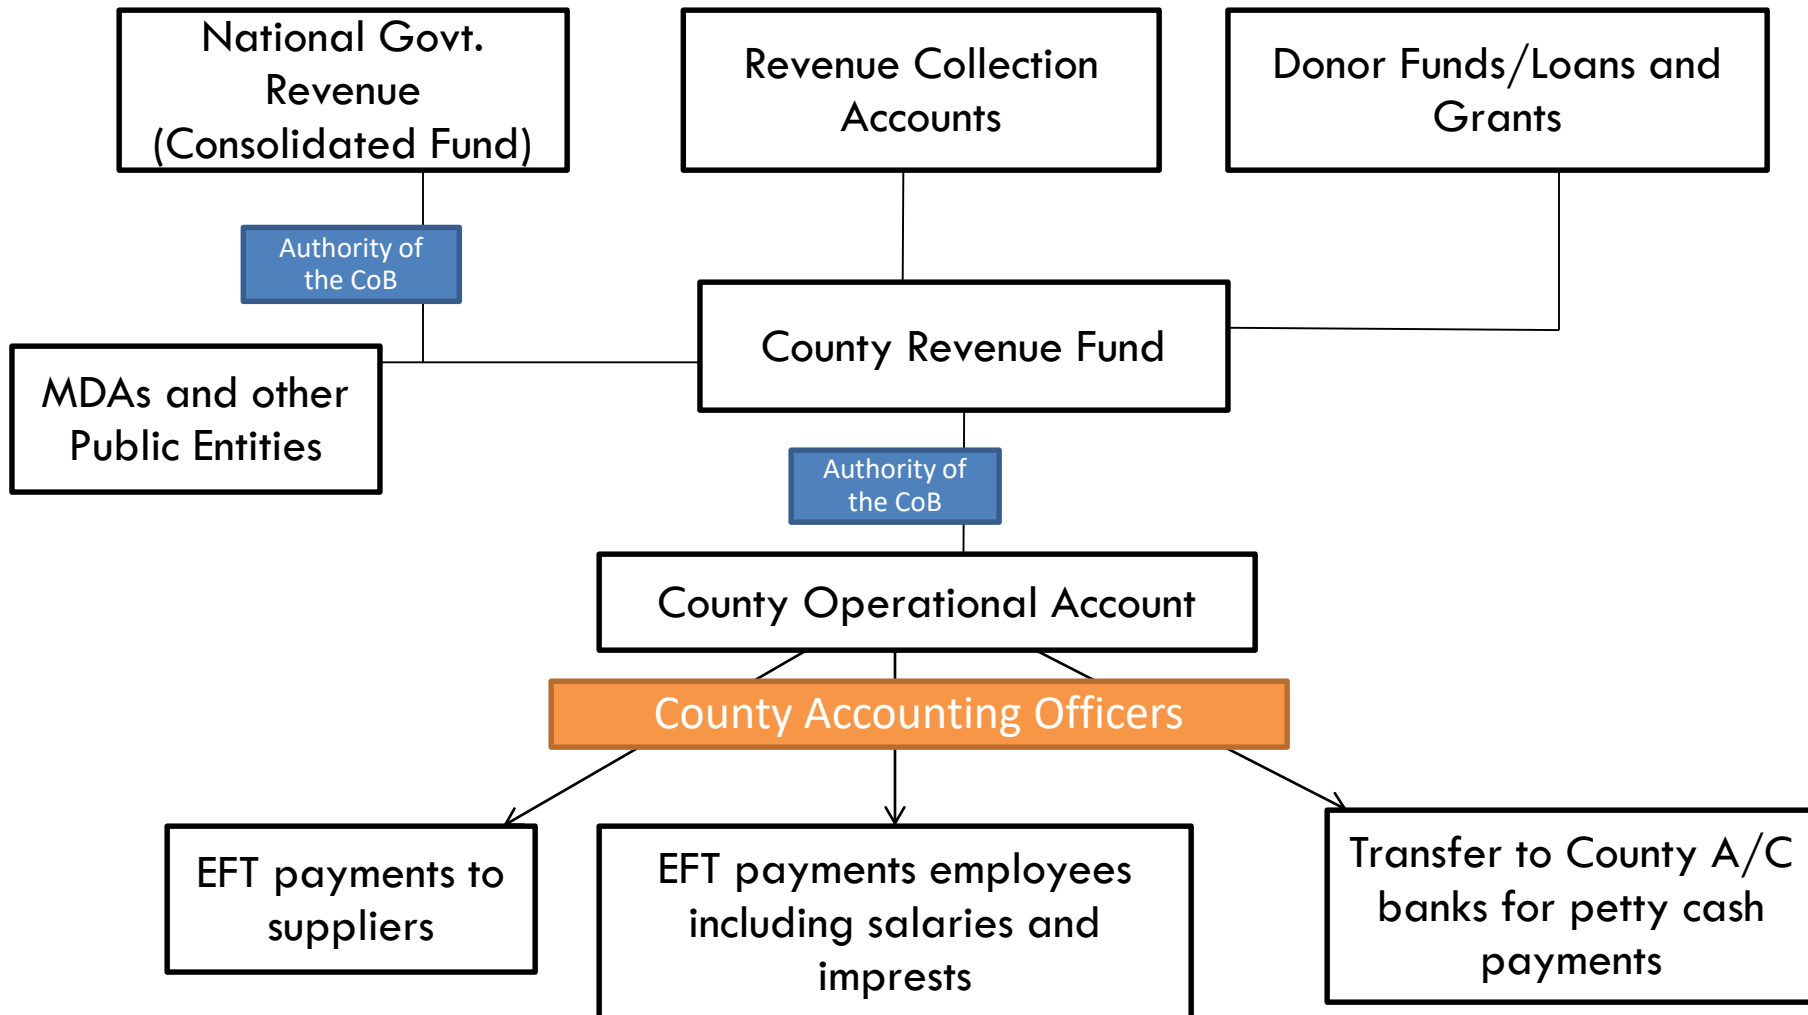 National Govt.
Revenue
(Consolidated Fund)
Revenue Collection
Accounts
Donor Funds/Loans and
Grants
Authority of
the CoB
County Revenue Fund
MDAs and other
Public Entities
Authority of
the CoB
County Operational Account
County Accounting Officers
EFT payments to
suppliers
EFT payments employees
including salaries and
imprests
Transfer to County A/C
banks for petty cash
payments